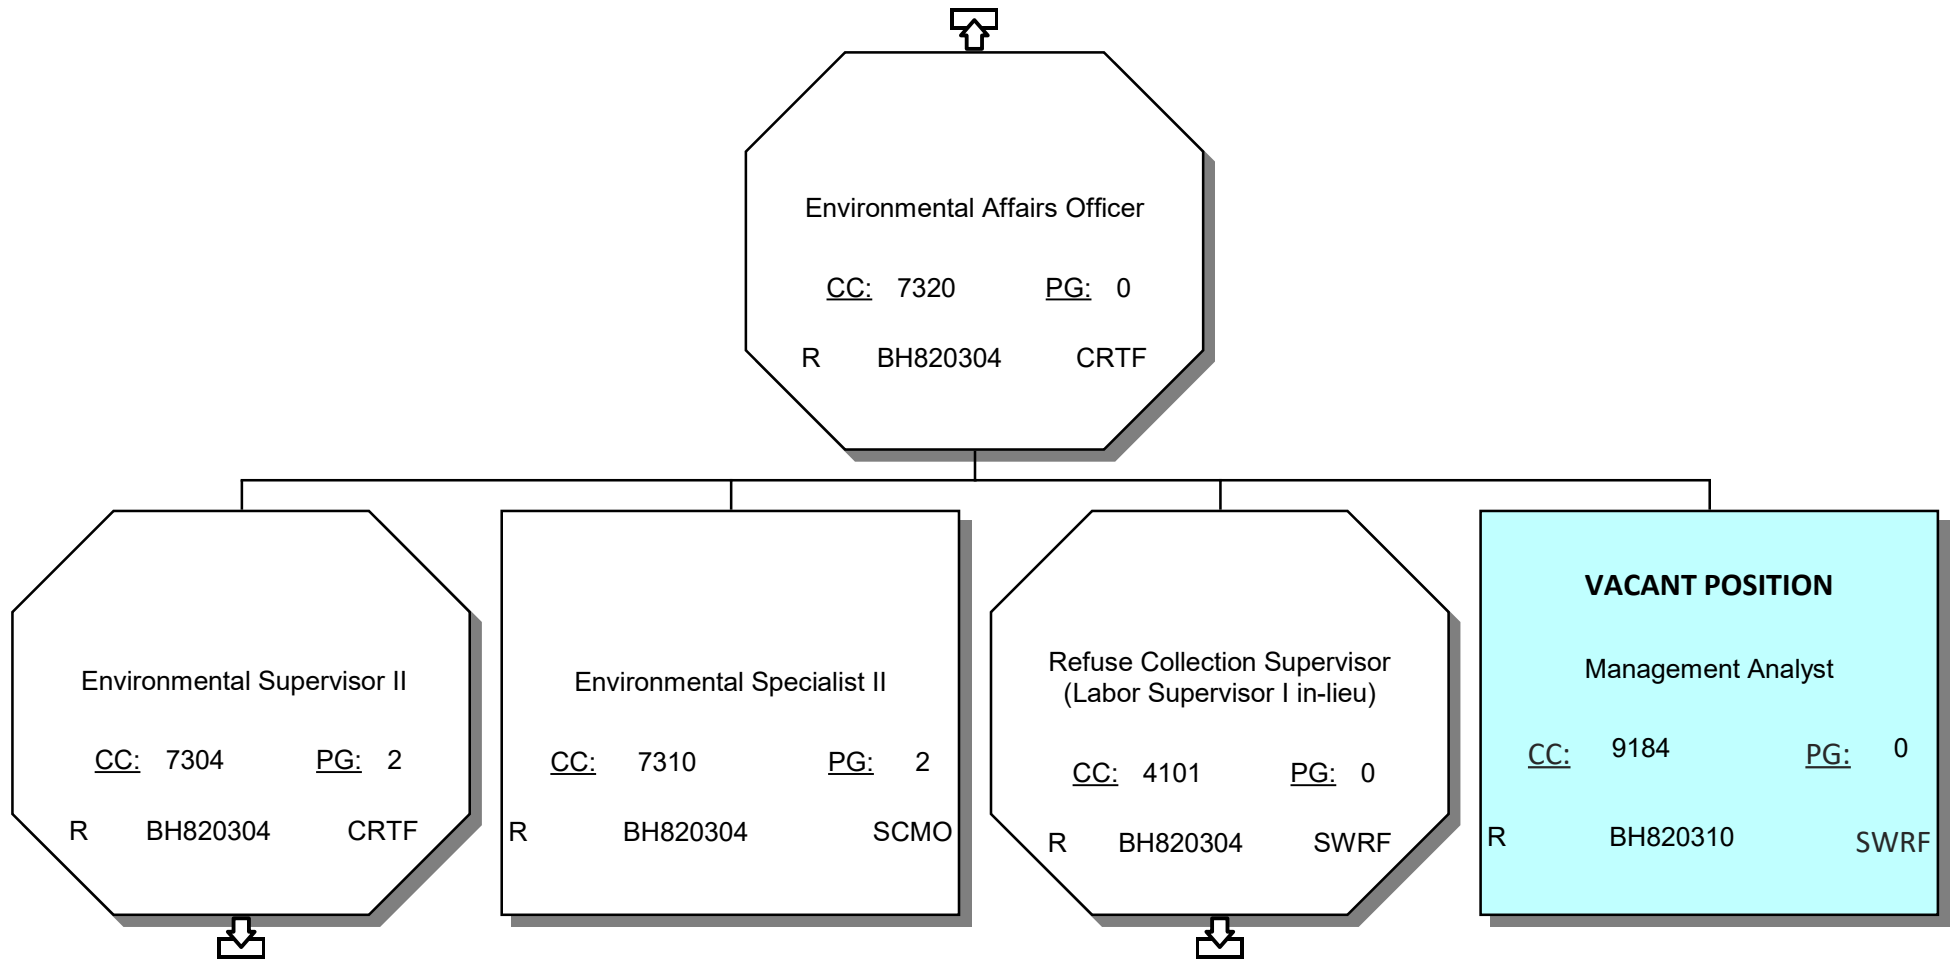 Environmental Affairs Officer
CC: 7320 PG: 0
R BH820304 CRTF
Environmental Supervisor II
CC: 7304 PG: 2
R BH820304 CRTF
Environmental Specialist II
CC: 7310 PG: 2
R BH820304 SCMO
Refuse Collection Supervisor
(Labor Supervisor I in-lieu)
CC: 4101 PG: 0
R BH820304 SWRF
VACANT POSITION
Management Analyst
CC: 9184 PG: 0
R BH820310 SWRF